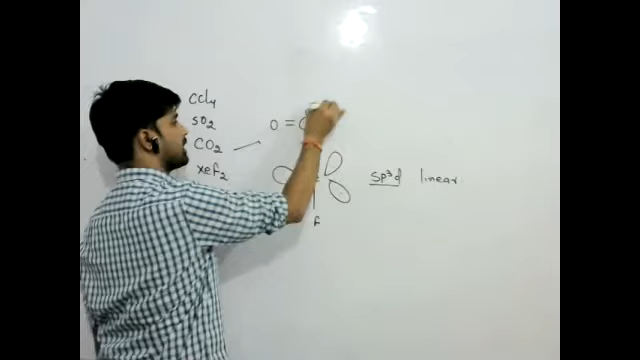 CCl4
SO2
CO2
XeF2
O = C
F
sp³d linear
F